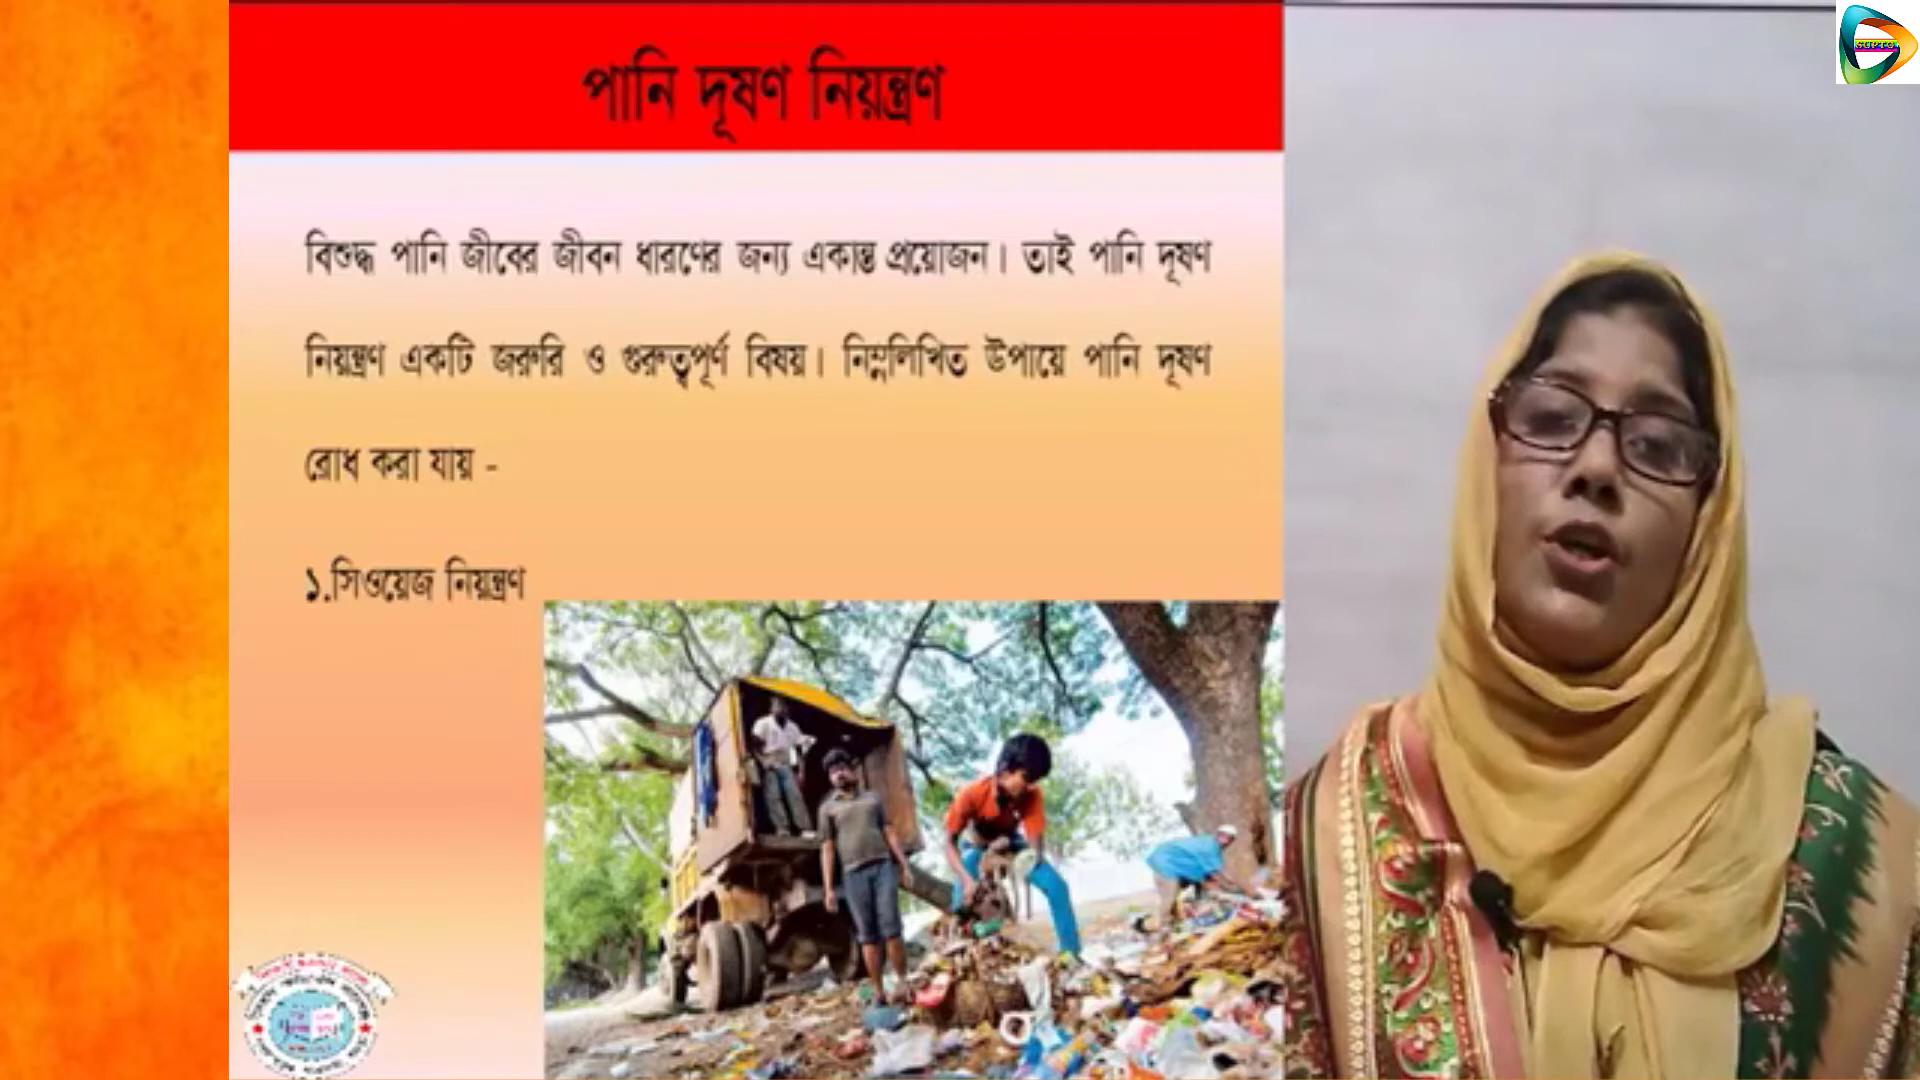 পানি দূষণ নিয়ন্ত্রণ
বিশুদ্ধ পানি জীবের জীবন ধারণের জন্য একান্ত প্রয়োজন। তাই পানি দূষণ
নিয়ন্ত্রণ একটি জরুরি ও গুরুত্বপূর্ণ বিষয়। নিম্নলিখিত উপায়ে পানি দূষণ
রোধ করা যায় -
১.সিওয়েজ নিয়ন্ত্রণ
SUPTO